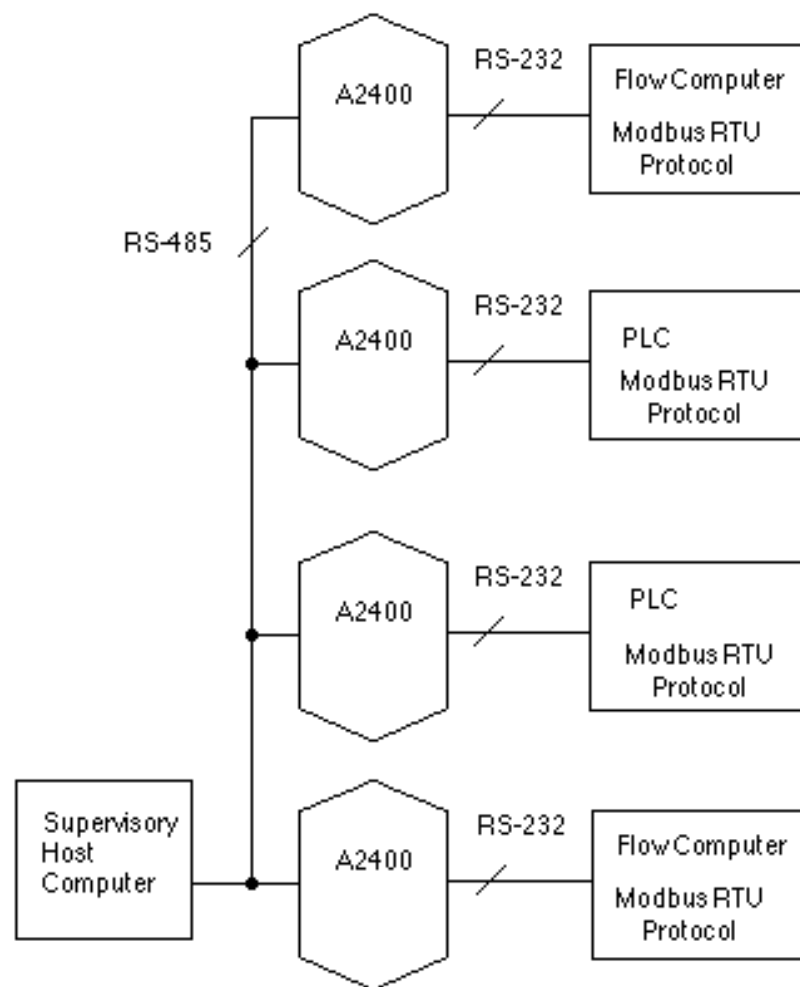 A2400
RS-232
Flow Computer
Modbus RTU
Protocol
RS-485
A2400
RS-232
PLC
Modbus RTU
Protocol
A2400
RS-232
PLC
Modbus RTU
Protocol
Supervisory
Host
Computer
A2400
RS-232
Flow Computer
Modbus RTU
Protocol